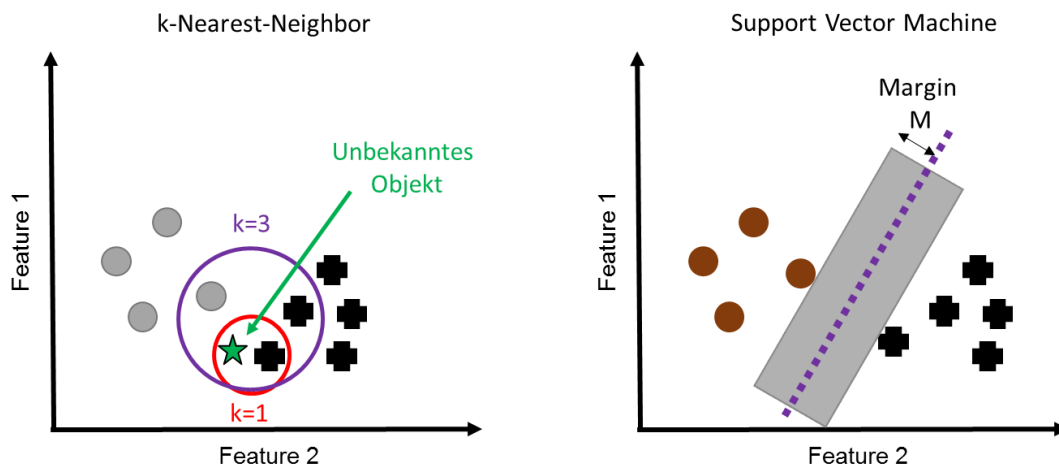 k-Nearest-Neighbor
Unbekanntes
Objekt
k=3
k=1
Feature 1
Feature 2
Support Vector Machine
Margin
M
Feature 1
Feature 2